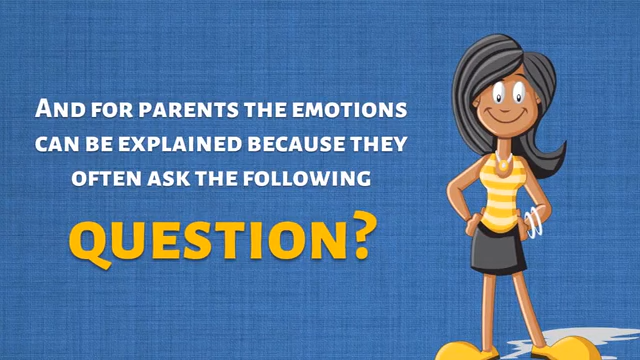 And for parents the emotions
can be explained because they
often ask the following
question?